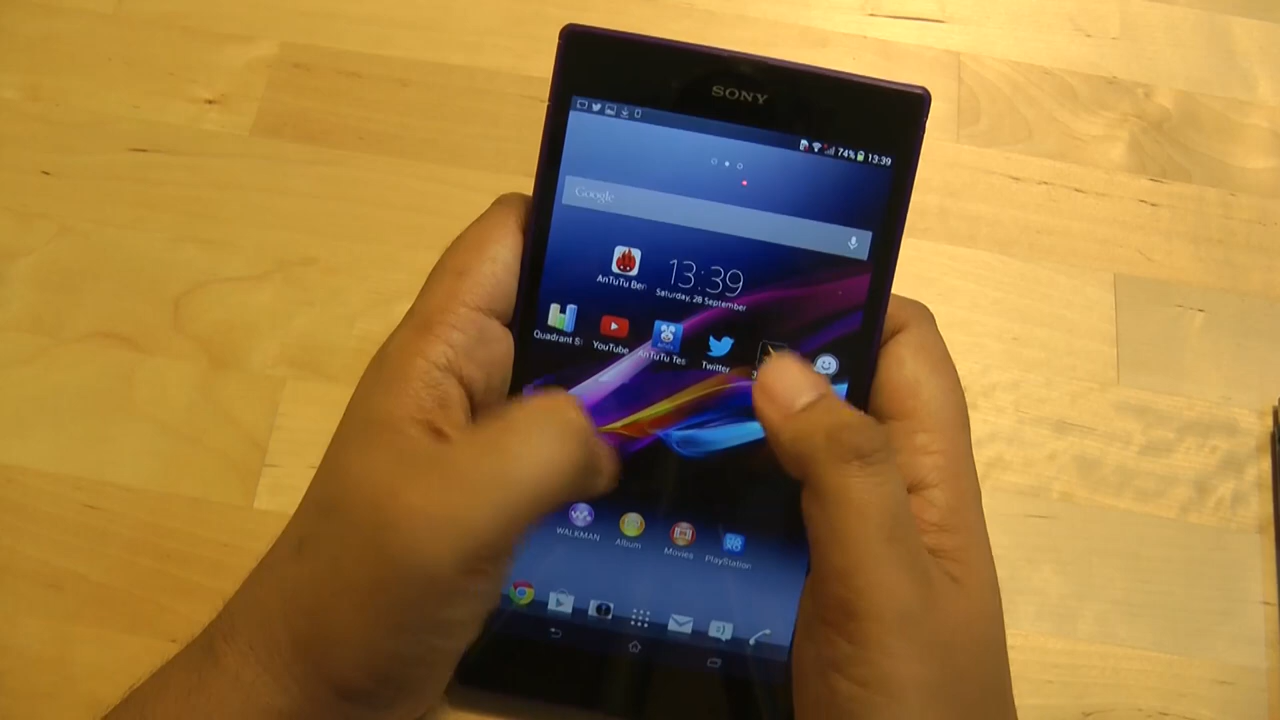 SONY
74% 13:39
Google
AnTuTu Ben
13:39
Saturday, 28 September
Quadrant S
YouTube
AnTuTu Tes
Twitter
3
WALKMAN
Album
Movies
PlayStation